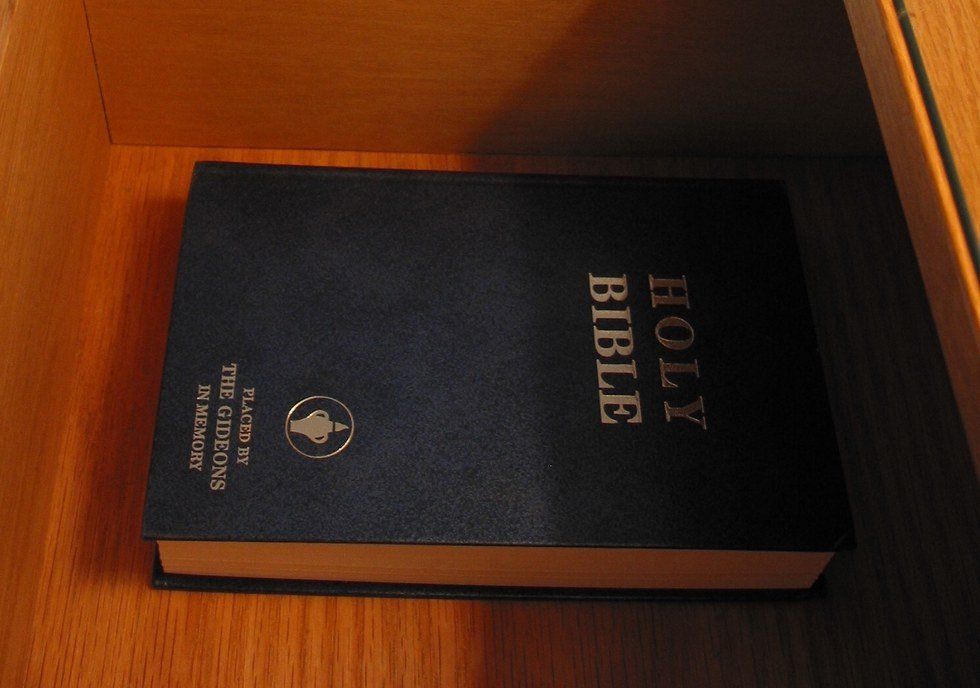 HOLY
BIBLE
PLACED BY
THE GIDEONS
IN MEMORY